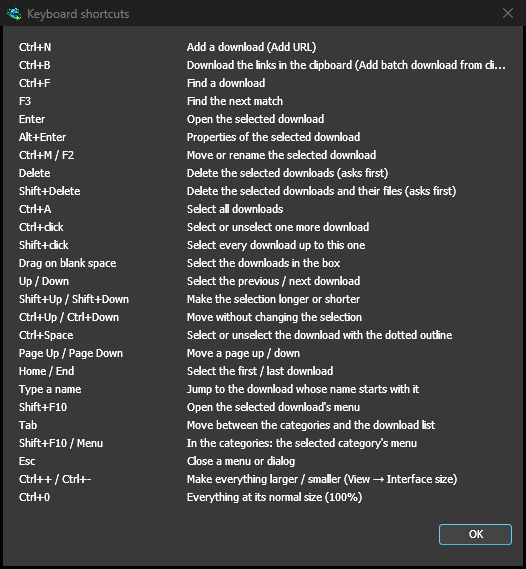 Keyboard shortcuts
Ctrl+N Add a download (Add URL)
Ctrl+B Download the links in the clipboard (Add batch download from cli...
Ctrl+F Find a download
F3 Find the next match
Enter Open the selected download
Alt+Enter Properties of the selected download
Ctrl+M / F2 Move or rename the selected download
Delete Delete the selected downloads (asks first)
Shift+Delete Delete the selected downloads and their files (asks first)
Ctrl+A Select all downloads
Ctrl+click Select or unselect one more download
Shift+click Select every download up to this one
Drag on blank space Select the downloads in the box
Up / Down Select the previous / next download
Shift+Up / Shift+Down Make the selection longer or shorter
Ctrl+Up / Ctrl+Down Move without changing the selection
Ctrl+Space Select or unselect the download with the dotted outline
Page Up / Page Down Move a page up / down
Home / End Select the first / last download
Type a name Jump to the download whose name starts with it
Shift+F10 Open the selected download's menu
Tab Move between the categories and the download list
Shift+F10 / Menu In the categories: the selected category's menu
Esc Close a menu or dialog
Ctrl++ / Ctrl+- Make everything larger / smaller (View → Interface size)
Ctrl+0 Everything at its normal size (100%)
OK